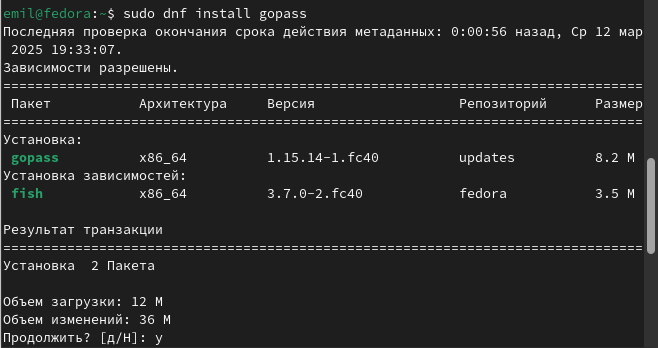 emil@fedora:~$ sudo dnf install gopass
Последняя проверка окончания срока действия метаданных: 0:00:56 назад, Ср 12 мар
 2025 19:33:07.
Зависимости разрешены.
================================================================================
 Пакет Архитектура Версия Репозиторий Размер
================================================================================
Установка:
 gopass x86_64 1.15.14-1.fc40 updates 8.2 M
Установка зависимостей:
 fish x86_64 3.7.0-2.fc40 fedora 3.5 M
Результат транзакции
================================================================================
Установка  2 Пакета
Объем загрузки: 12 M
Объем изменений: 36 M
Продолжить? [д/Н]: y